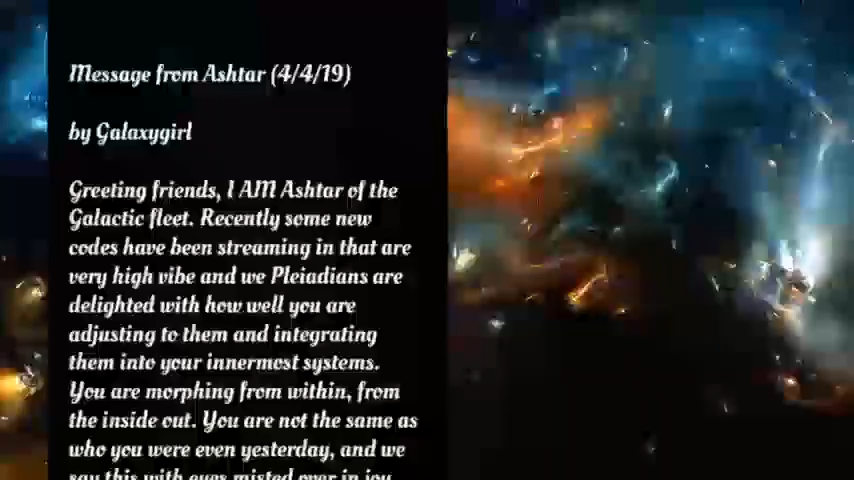 Message from Ashtar (4/4/19)
by Galaxygirl
Greeting friends, I AM Ashtar of the
Galactic fleet. Recently some new
codes have been streaming in that are
very high vibe and we Pleiadians are
delighted with how well you are
adjusting to them and integrating
them into your innermost systems.
You are morphing from within, from
the inside out. You are not the same as
who you were even yesterday, and we
say this with eyes misted over in joy